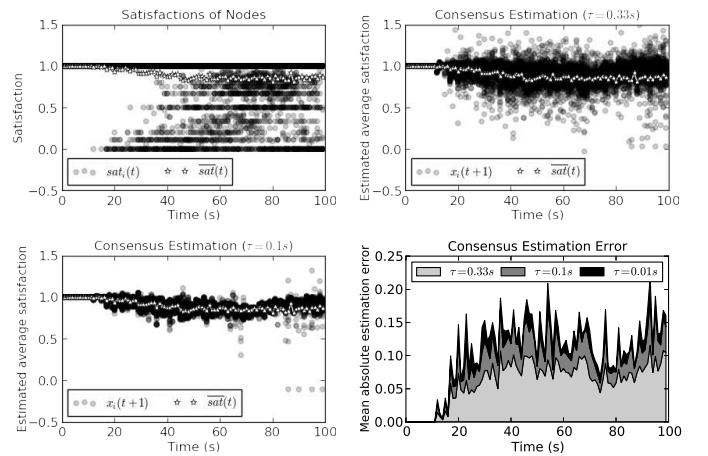 Satisfactions of Nodes
1.5
1.0
0.5
0.0
−0.5
Satisfaction
sat_i(t) \overline{sat}(t)
0 20 40 60 80 100
Time (s)
Consensus Estimation (τ=0.33s)
1.5
1.0
0.5
0.0
−0.5
Estimated average satisfaction
x_i(t+1) \overline{sat}(t)
0 20 40 60 80 100
Time (s)
Consensus Estimation (τ=0.1s)
1.5
1.0
0.5
0.0
−0.5
Estimated average satisfaction
x_i(t+1) \overline{sat}(t)
0 20 40 60 80 100
Time (s)
Consensus Estimation Error
0.25
0.20
0.15
0.10
0.05
0.00
Mean absolute estimation error
τ=0.33s τ=0.1s τ=0.01s
0 20 40 60 80 100
Time (s)